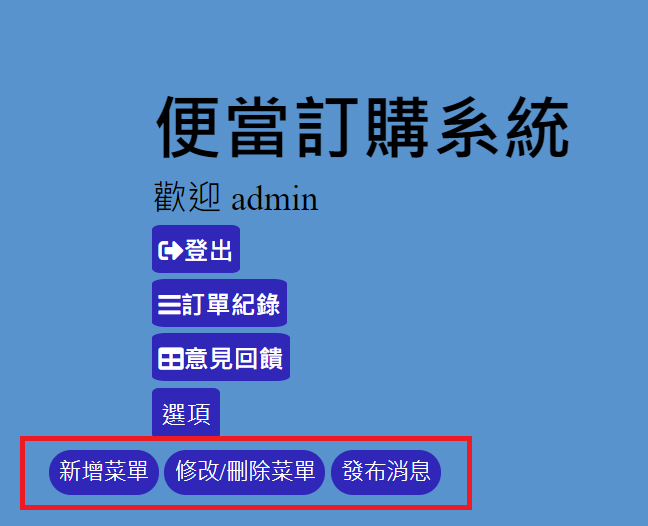 便當訂購系統
歡迎 admin
登出
訂單紀錄
意見回饋
選項
新增菜單 修改/刪除菜單 發布消息